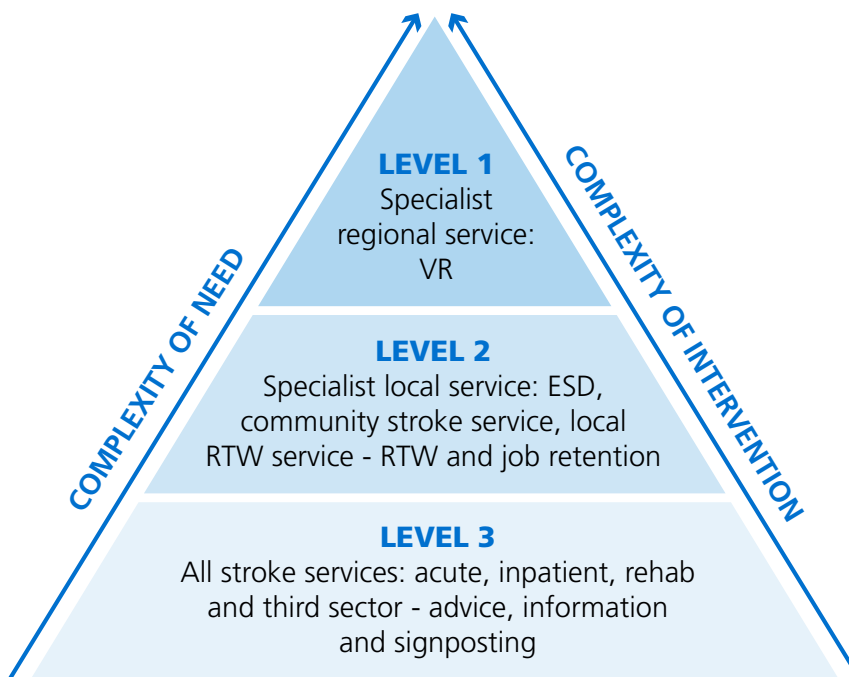 LEVEL 1
Specialist
regional service:
VR
COMPLEXITY OF NEED
COMPLEXITY OF INTERVENTION
LEVEL 2
Specialist local service: ESD,
community stroke service, local
RTW service - RTW and job retention
LEVEL 3
All stroke services: acute, inpatient, rehab
and third sector - advice, information
and signposting